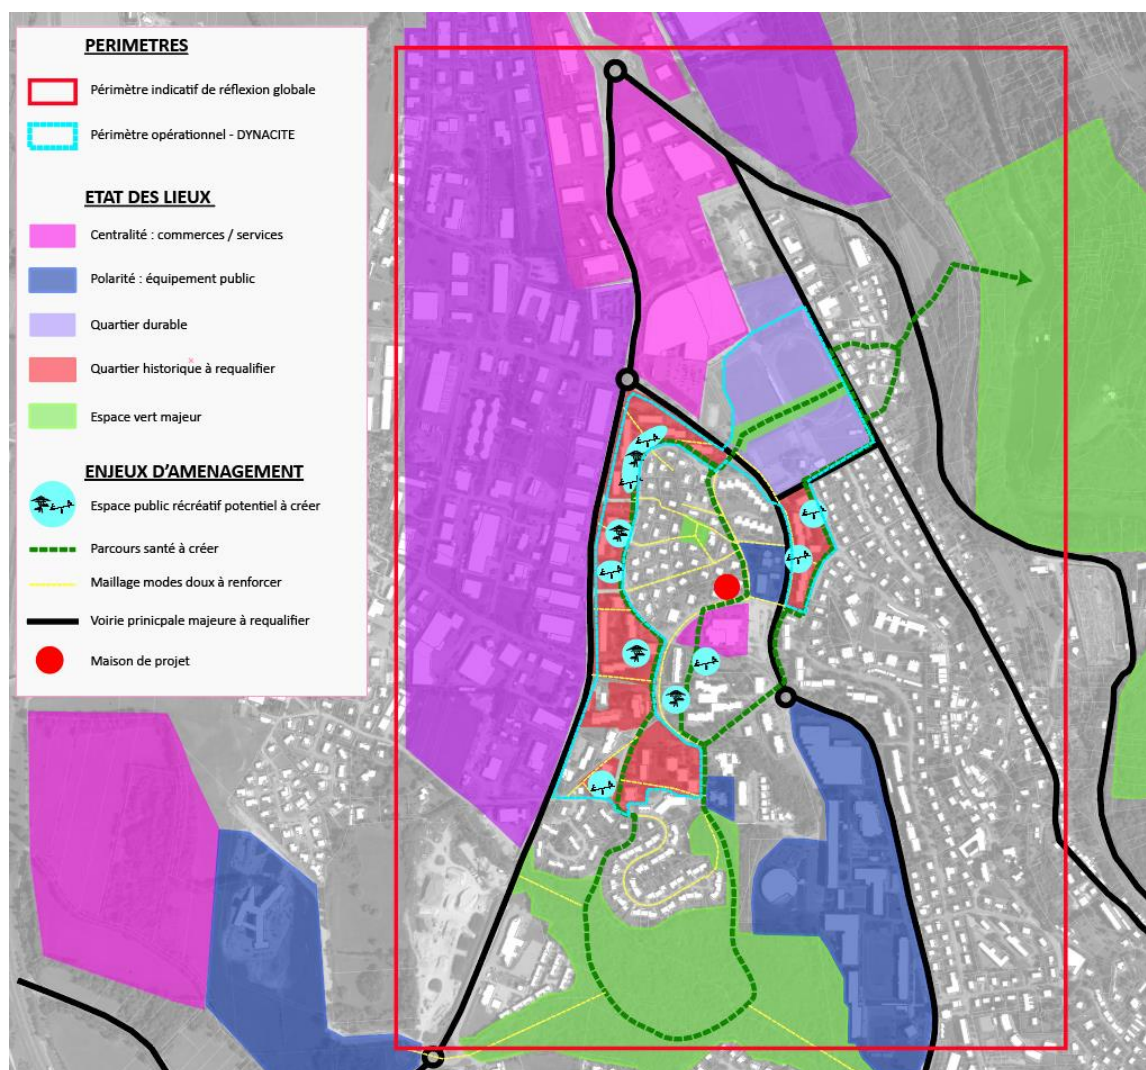 PERIMETRES
Périmètre indicatif de réflexion globale
Périmètre opérationnel - DYNACITE
ETAT DES LIEUX
Centralité : commerces / services
Polarité : équipement public
Quartier durable
Quartier historique à requalifier
Espace vert majeur
ENJEUX D'AMENAGEMENT
Espace public récréatif potentiel à créer
Parcours santé à créer
Maillage modes doux à renforcer
Voirie prinicpale majeure à requalifier
Maison de projet